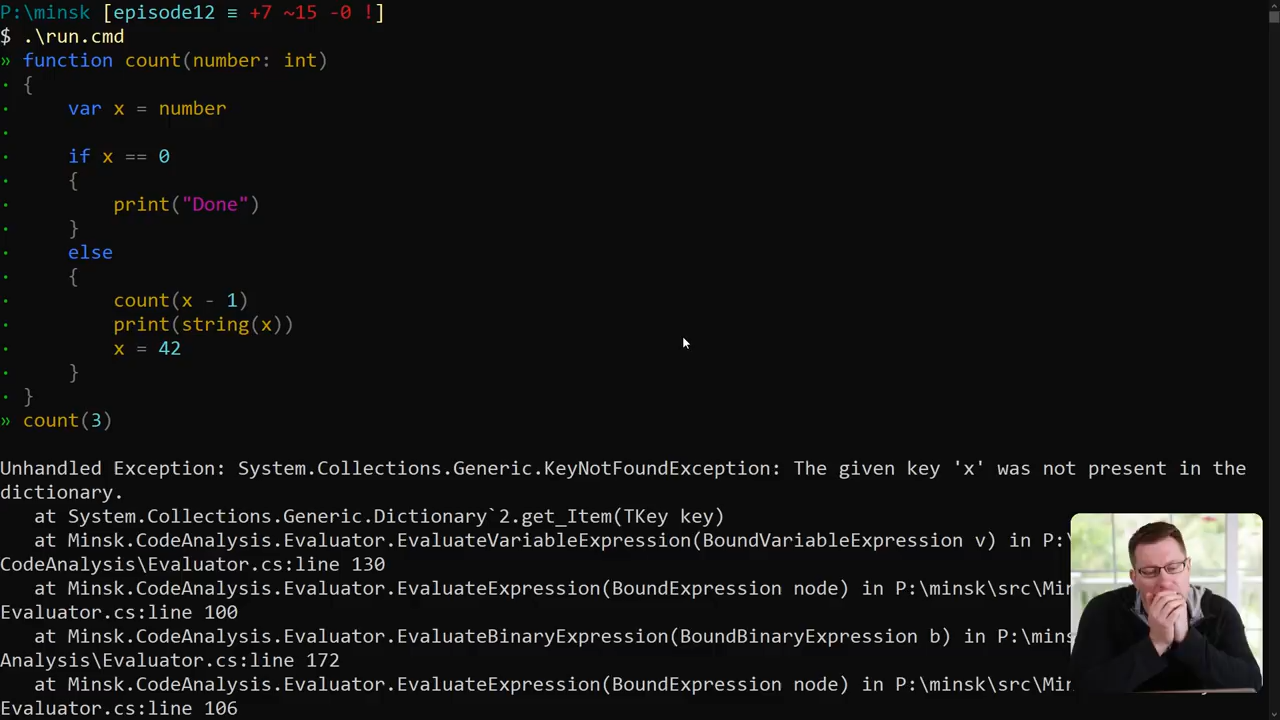 P:\minsk [episode12 ≡ +7 ~15 -0 !]
$ .\run.cmd
» function count(number: int)
· {
·     var x = number
·
·     if x == 0
·     {
·         print("Done")
·     }
·     else
·     {
·         count(x - 1)
·         print(string(x))
·         x = 42
·     }
· }
» count(3)
Unhandled Exception: System.Collections.Generic.KeyNotFoundException: The given key 'x' was not present in the
dictionary.
   at System.Collections.Generic.Dictionary`2.get_Item(TKey key)
   at Minsk.CodeAnalysis.Evaluator.EvaluateVariableExpression(BoundVariableExpression v) in P:\
CodeAnalysis\Evaluator.cs:line 130
   at Minsk.CodeAnalysis.Evaluator.EvaluateExpression(BoundExpression node) in P:\minsk\src\Min
Evaluator.cs:line 100
   at Minsk.CodeAnalysis.Evaluator.EvaluateBinaryExpression(BoundBinaryExpression b) in P:\mins
Analysis\Evaluator.cs:line 172
   at Minsk.CodeAnalysis.Evaluator.EvaluateExpression(BoundExpression node) in P:\minsk\src\Min
Evaluator.cs:line 106